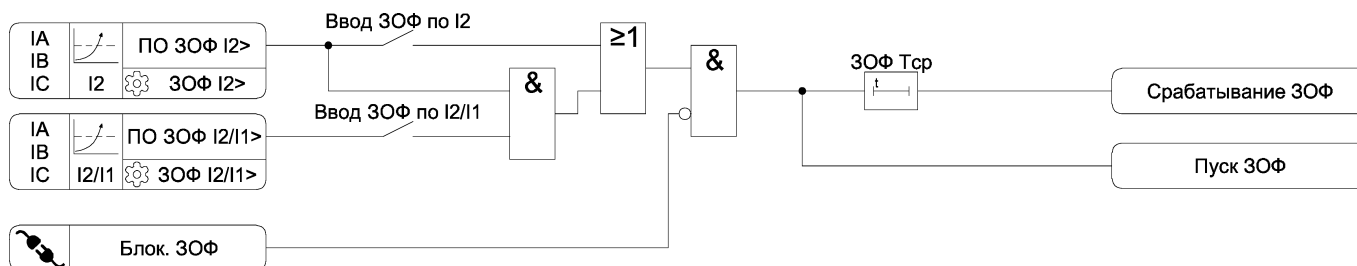 IA
IB
IC
I2
ПО ЗОФ I2>
ЗОФ I2>
Ввод ЗОФ по I2
≥1
&
&
ЗОФ Тср
t
Срабатывание ЗОФ
IA
IB
IC
I2/I1
ПО ЗОФ I2/I1>
ЗОФ I2/I1>
Ввод ЗОФ по I2/I1
Пуск ЗОФ
Блок. ЗОФ